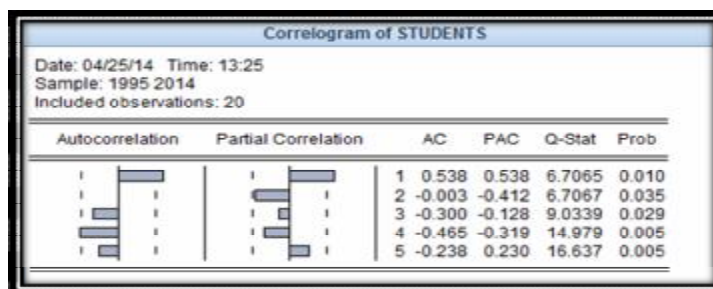 Correlogram of STUDENTS
Date: 04/25/14 Time: 13:25
Sample: 1995 2014
Included observations: 20
Autocorrelation Partial Correlation AC PAC Q-Stat Prob
1 0.538 0.538 6.7065 0.010
2 -0.003 -0.412 6.7067 0.035
3 -0.300 -0.128 9.0339 0.029
4 -0.465 -0.319 14.979 0.005
5 -0.238 0.230 16.637 0.005